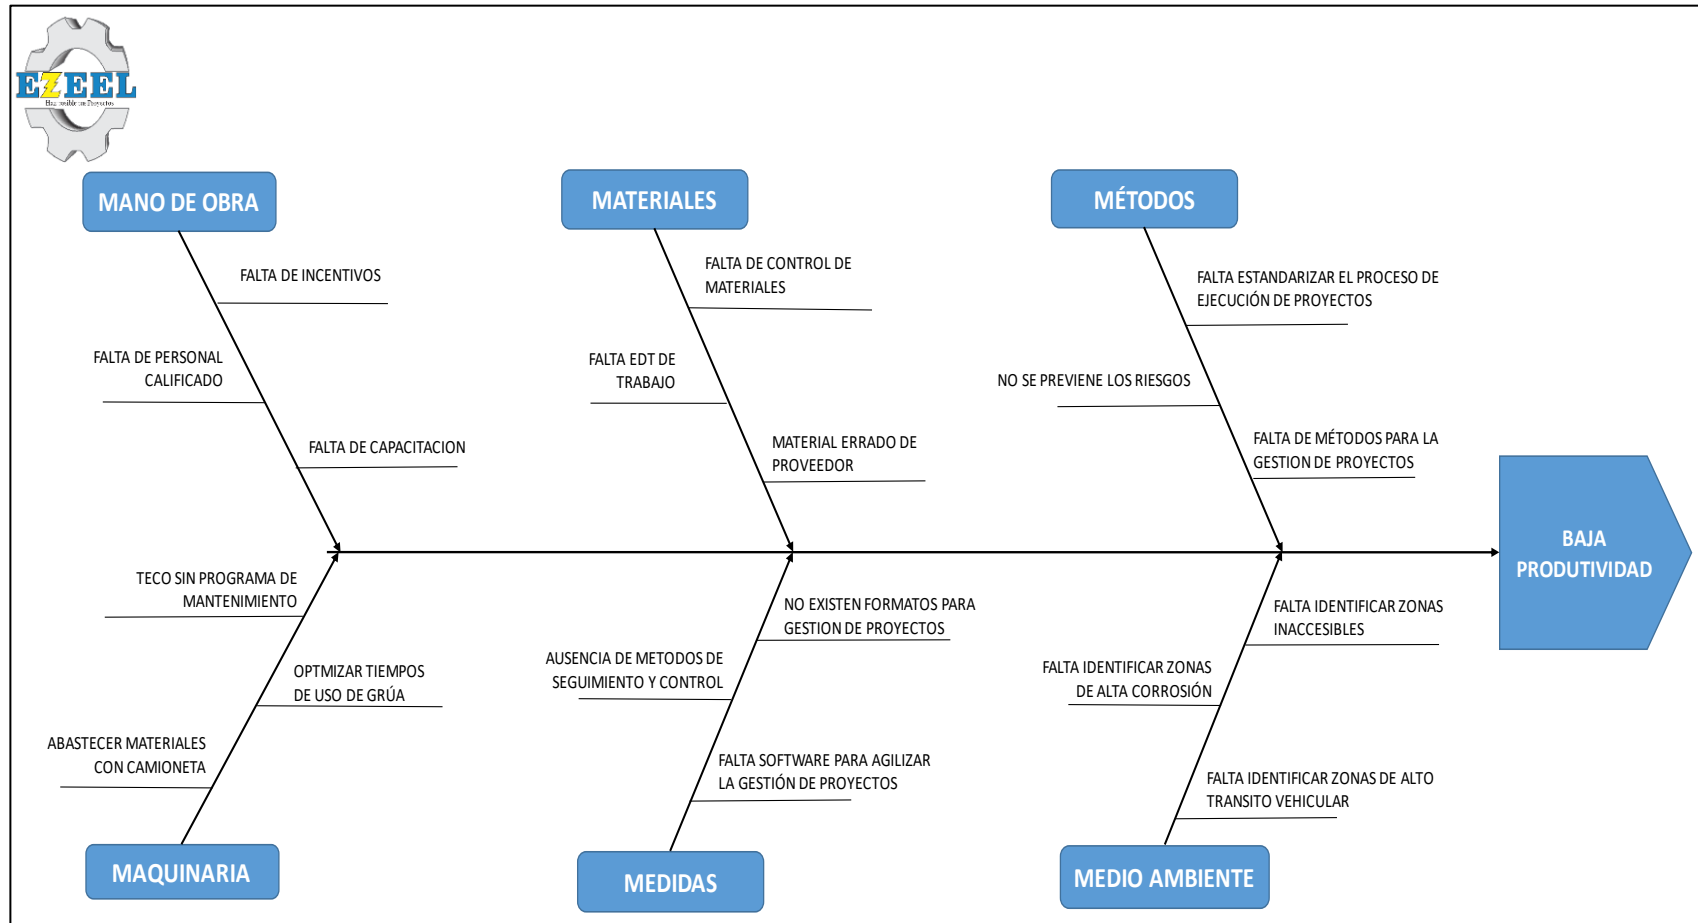 EZEEL
Haz posible tus Proyectos
MANO DE OBRA
MATERIALES
MÉTODOS
FALTA DE INCENTIVOS
FALTA DE PERSONAL
CALIFICADO
FALTA DE CAPACITACION
FALTA DE CONTROL DE
MATERIALES
FALTA EDT DE
TRABAJO
MATERIAL ERRADO DE
PROVEEDOR
FALTA ESTANDARIZAR EL PROCESO DE
EJECUCIÓN DE PROYECTOS
NO SE PREVIENE LOS RIESGOS
FALTA DE MÉTODOS PARA LA
GESTION DE PROYECTOS
BAJA
PRODUTIVIDAD
TECO SIN PROGRAMA DE
MANTENIMIENTO
OPTMIZAR TIEMPOS
DE USO DE GRÚA
ABASTECER MATERIALES
CON CAMIONETA
NO EXISTEN FORMATOS PARA
GESTION DE PROYECTOS
AUSENCIA DE METODOS DE
SEGUIMIENTO Y CONTROL
FALTA SOFTWARE PARA AGILIZAR
LA GESTIÓN DE PROYECTOS
FALTA IDENTIFICAR ZONAS
INACCESIBLES
FALTA IDENTIFICAR ZONAS
DE ALTA CORROSIÓN
FALTA IDENTIFICAR ZONAS DE ALTO
TRANSITO VEHICULAR
MAQUINARIA
MEDIDAS
MEDIO AMBIENTE